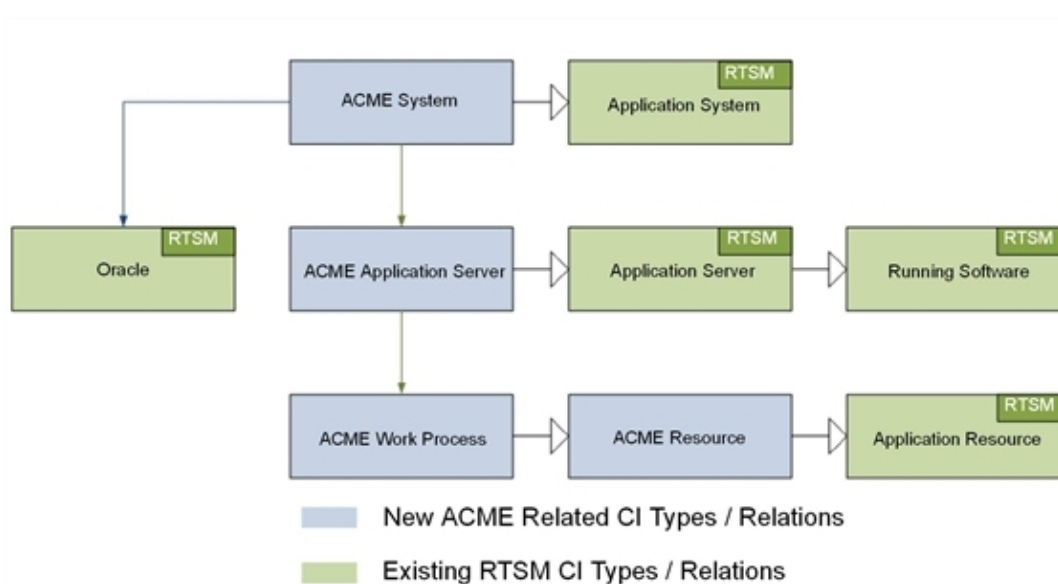 RTSM
ACME System
Application System
RTSM
RTSM
RTSM
Oracle
ACME Application Server
Application Server
Running Software
RTSM
ACME Work Process
ACME Resource
Application Resource
New ACME Related CI Types / Relations
Existing RTSM CI Types / Relations